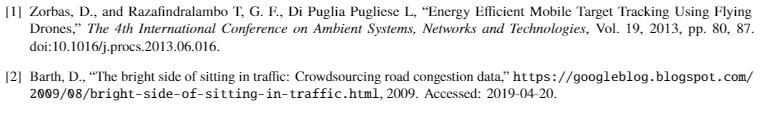 [1] Zorbas, D., and Razafindralambo T, G. F., Di Puglia Pugliese L, “Energy Efficient Mobile Target Tracking Using Flying
Drones,” The 4th International Conference on Ambient Systems, Networks and Technologies, Vol. 19, 2013, pp. 80, 87.
doi:10.1016/j.procs.2013.06.016.
[2] Barth, D., “The bright side of sitting in traffic: Crowdsourcing road congestion data,” https://googleblog.blogspot.com/
2009/08/bright-side-of-sitting-in-traffic.html, 2009. Accessed: 2019-04-20.